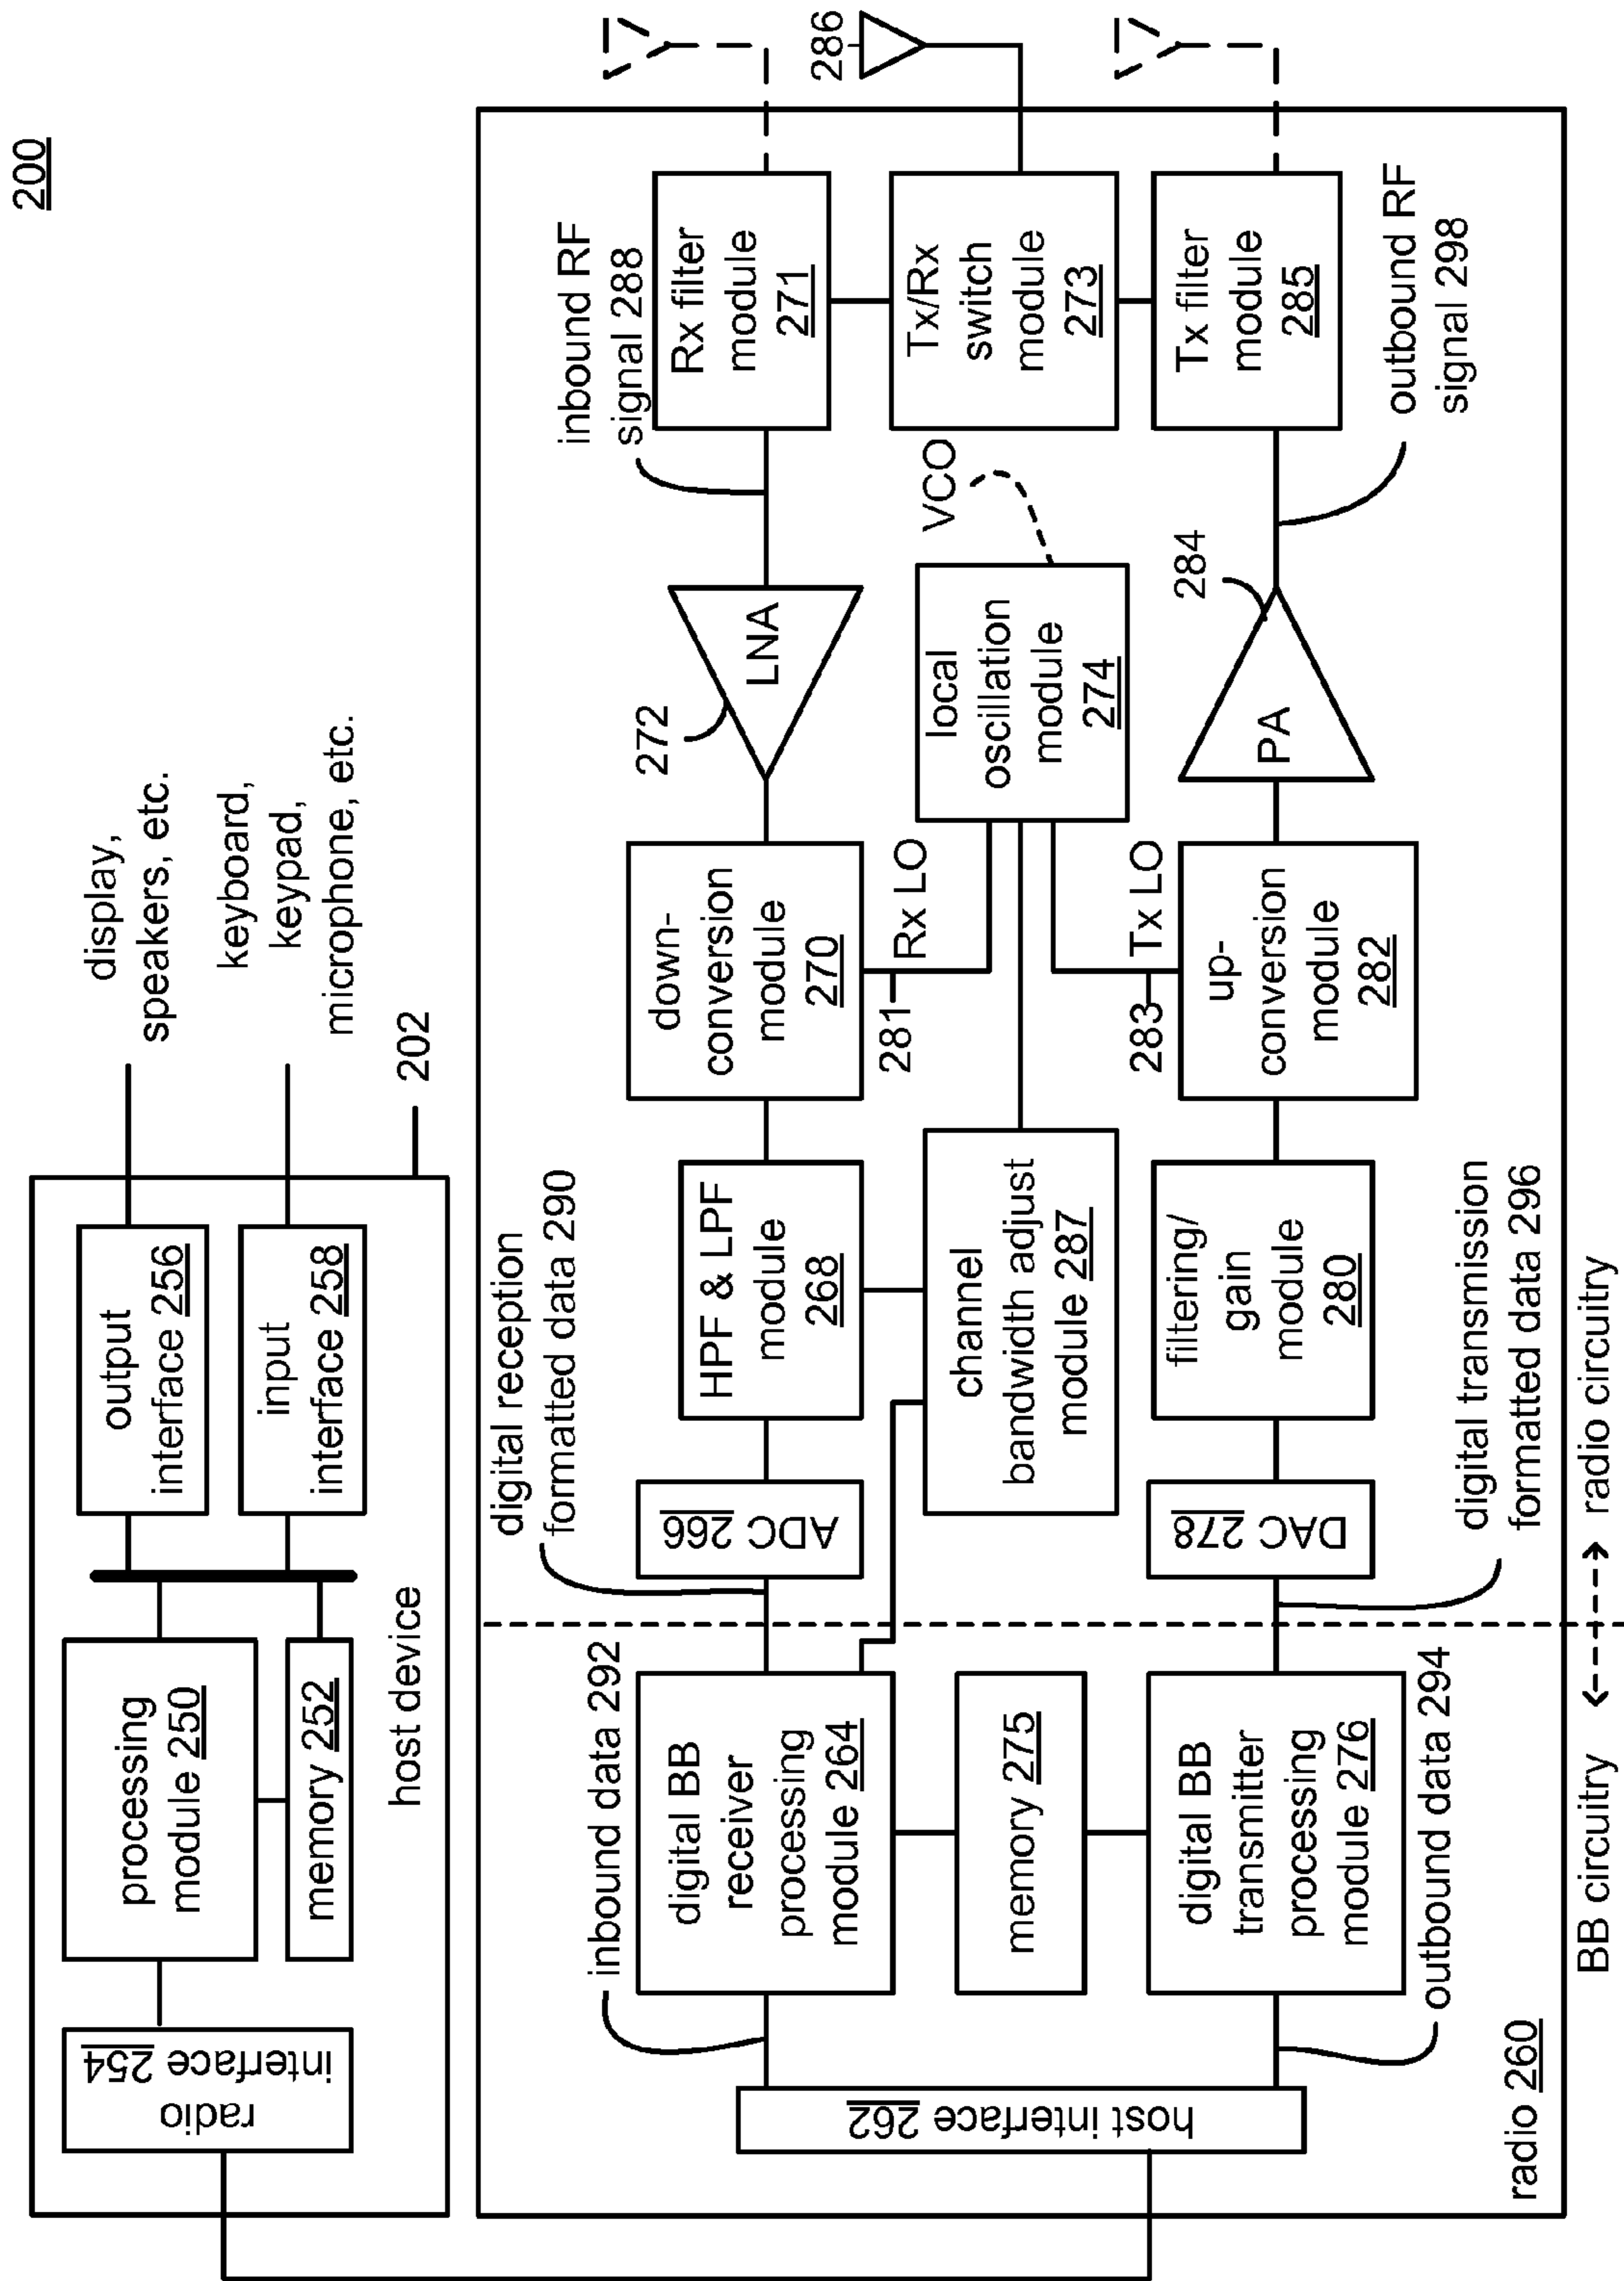 200
display,
speakers, etc.
keyboard,
keypad,
microphone, etc.
202
radio
interface 254
processing
module 250
memory 252
output
interface 256
input
interface 258
host device
host interface 262
inbound data 292
digital BB
receiver
processing
module 264
memory 275
digital BB
transmitter
processing
module 276
outbound data 294
digital reception
formatted data 290
ADC 266
HPF & LPF
module
268
down-
conversion
module
270
272
LNA
inbound RF
signal 288
Rx filter
module
271
channel
bandwidth adjust
module 287
281
Rx LO
283
Tx LO
local
oscillation
module
274
VCO
Tx/Rx
switch
module
273
286
DAC 278
filtering/
gain
module
280
up-
conversion
module
282
PA
284
Tx filter
module
285
outbound RF
signal 298
digital transmission
formatted data 296
radio 260
BB circuitry
radio circuitry